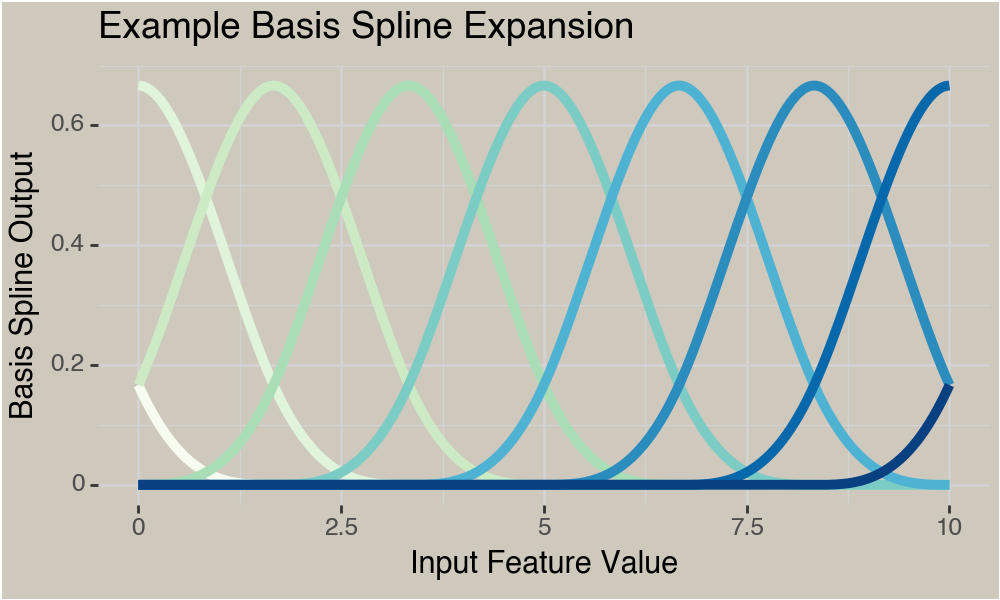 Example Basis Spline Expansion
Basis Spline Output
0.6
0.4
0.2
0
0 2.5 5 7.5 10
Input Feature Value